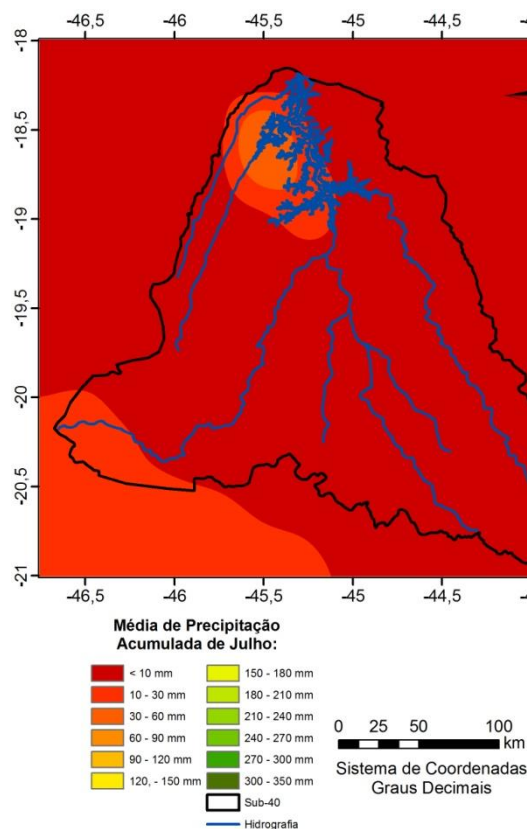 -46,5 -46 -45,5 -45 -44,5 -44
-18
-18,5
-19
-19,5
-20
-20,5
-21
-46,5 -46 -45,5 -45 -44,5 -44
Média de Precipitação
Acumulada de Julho:
< 10 mm
10 - 30 mm
30 - 60 mm
60 - 90 mm
90 - 120 mm
120, - 150 mm
150 - 180 mm
180 - 210 mm
210 - 240 mm
240 - 270 mm
270 - 300 mm
300 - 350 mm
Sub-40
Hidrografia
0 25 50 100
km
Sistema de Coordenadas
Graus Decimais